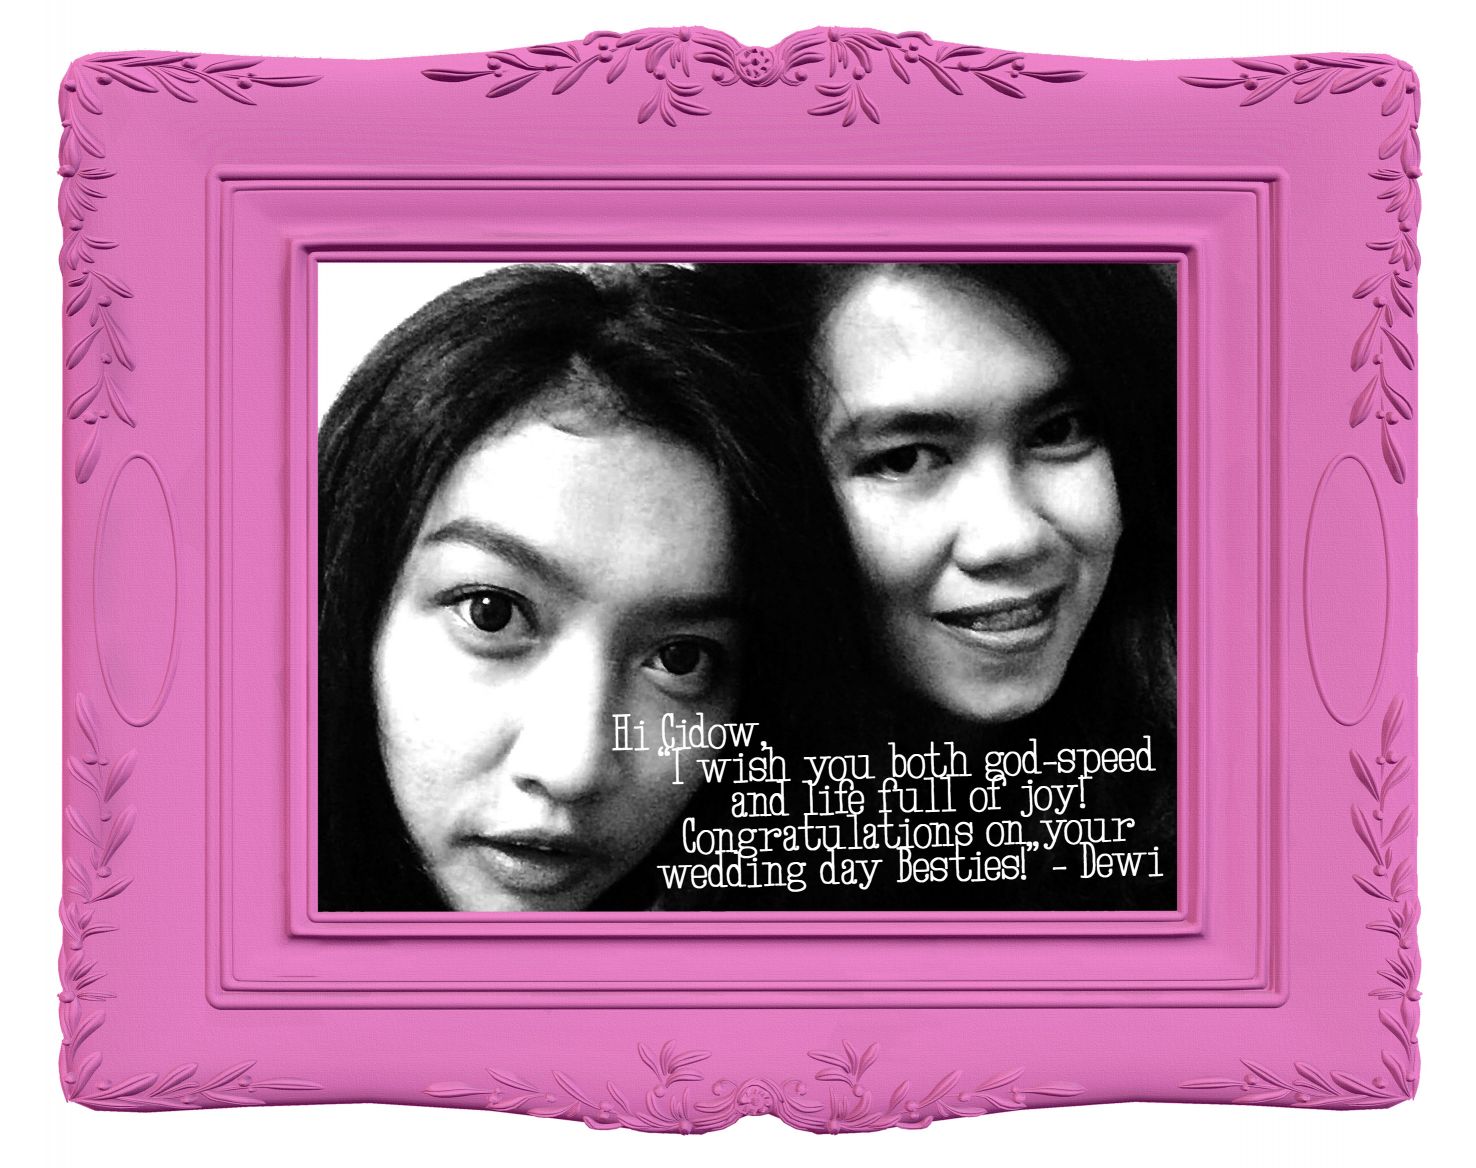 Hi Cidow,
"I wish you both god-speed
and life full of joy!
Congratulations on your
wedding day Besties!" - Dewi